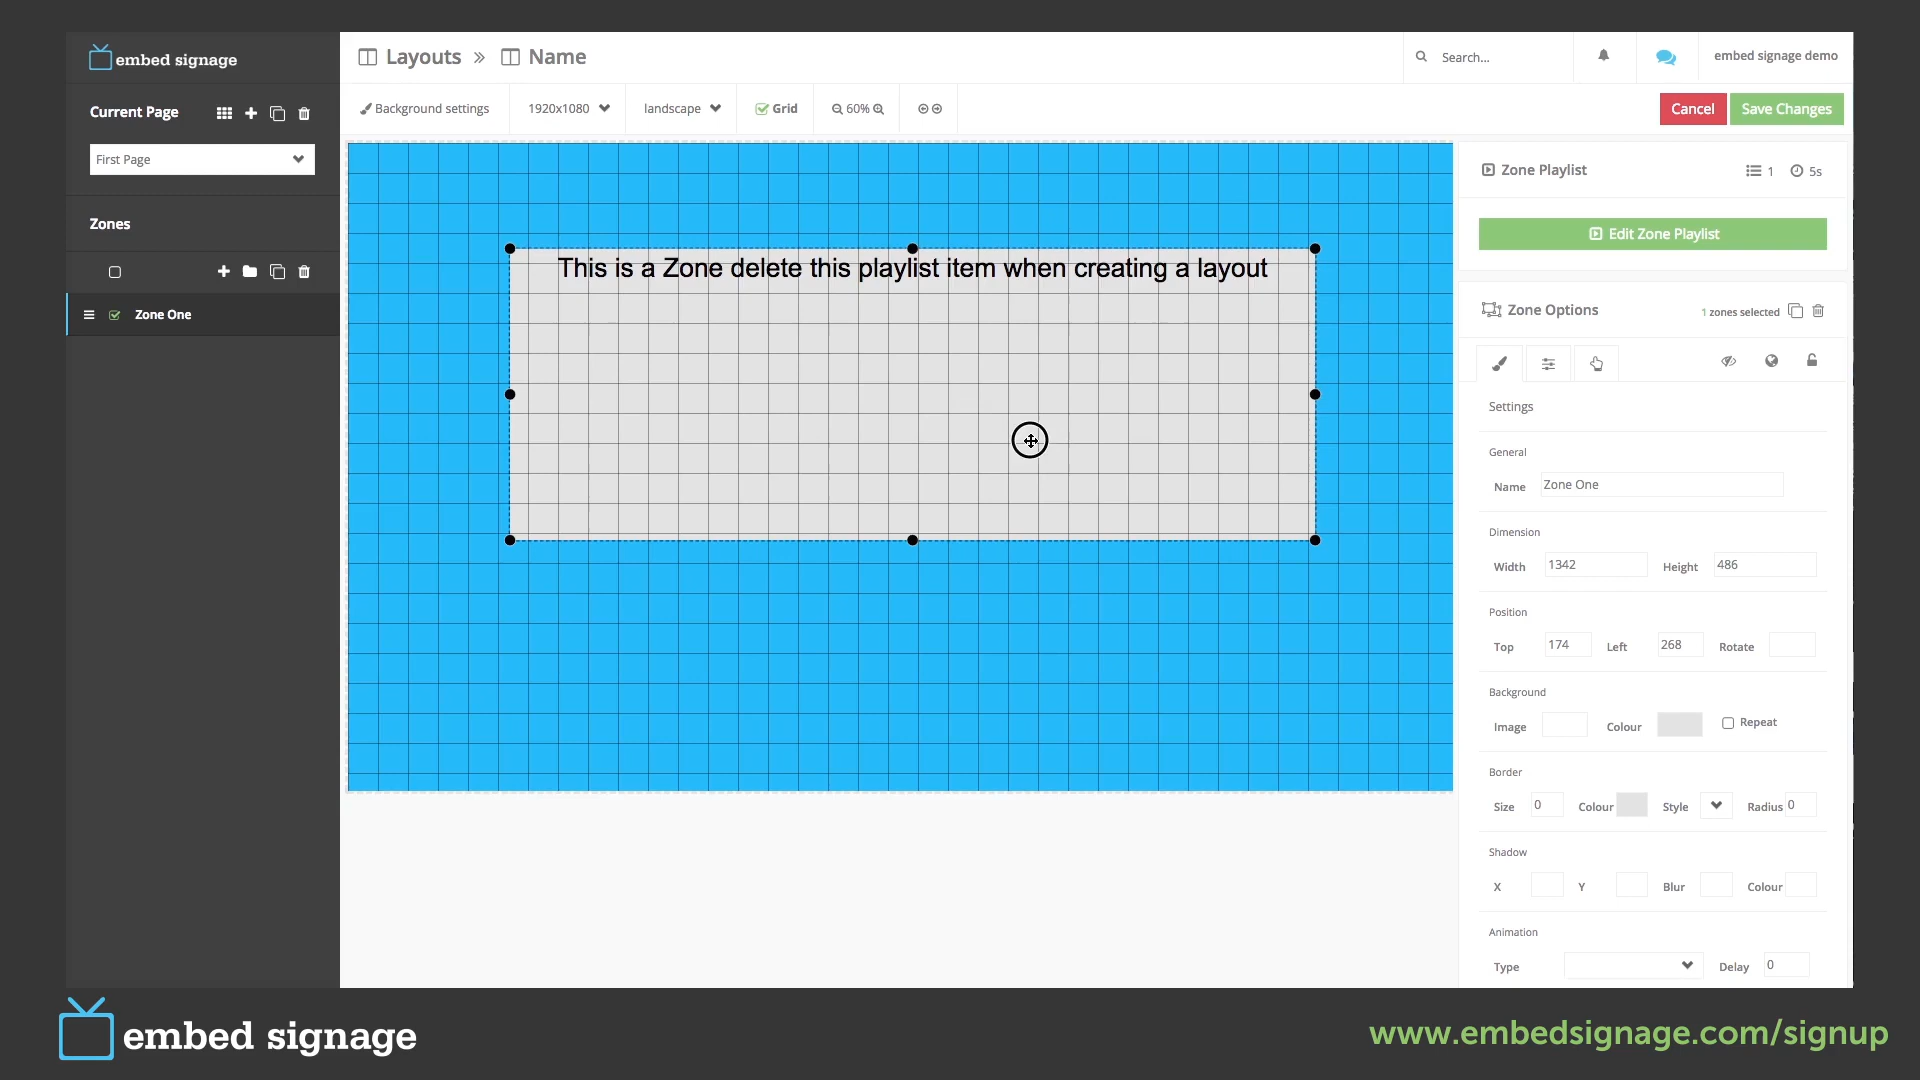 embed signage
Layouts » Name
Search...
embed signage demo
Current Page
Background settings
1920x1080
landscape
Grid
60%
Cancel
Save Changes
First Page
Zone Playlist
1
5s
Zones
Edit Zone Playlist
This is a Zone delete this playlist item when creating a layout
Zone One
Zone Options
1 zones selected
Settings
General
Name Zone One
Dimension
Width 1342 Height 486
Position
Top 174 Left 268 Rotate
Background
Image Colour Repeat
Border
Size 0 Colour Style Radius 0
Shadow
X Y Blur Colour
Animation
Type Delay 0
embed signage
www.embedsignage.com/signup